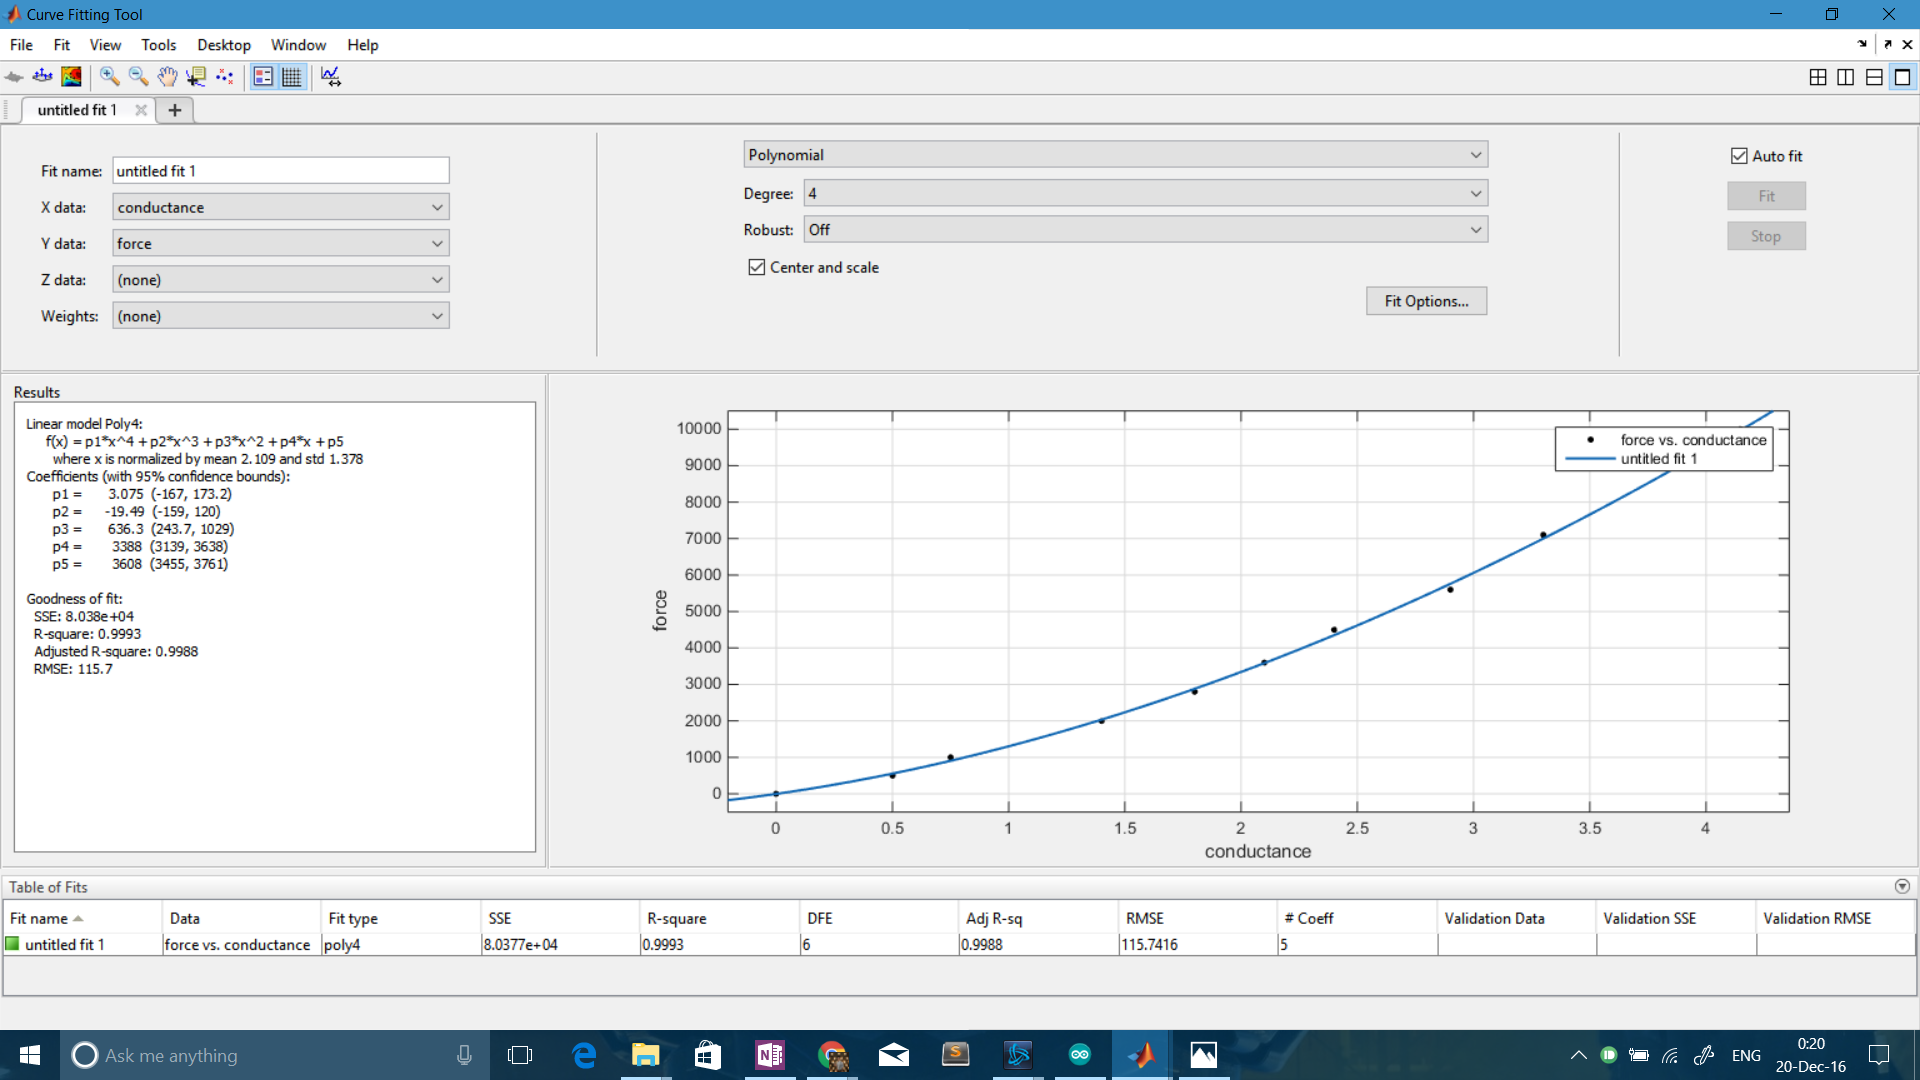 Curve Fitting Tool
File Fit View Tools Desktop Window Help
untitled fit 1
Fit name: untitled fit 1
X data: conductance
Y data: force
Z data: (none)
Weights: (none)
Polynomial
Degree: 4
Robust: Off
Center and scale
Fit Options...
Auto fit
Fit
Stop
Results
Linear model Poly4:
f(x) = p1*x^4 + p2*x^3 + p3*x^2 + p4*x + p5
where x is normalized by mean 2.109 and std 1.378
Coefficients (with 95% confidence bounds):
p1 = 3.075 (-167, 173.2)
p2 = -19.49 (-159, 120)
p3 = 636.3 (243.7, 1029)
p4 = 3388 (3139, 3638)
p5 = 3608 (3455, 3761)
Goodness of fit:
SSE: 8.038e+04
R-square: 0.9993
Adjusted R-square: 0.9988
RMSE: 115.7
force vs. conductance
untitled fit 1
10000
9000
8000
7000
6000
5000
4000
3000
2000
1000
0
force
0 0.5 1 1.5 2 2.5 3 3.5 4
conductance
Table of Fits
Fit name Data Fit type SSE R-square DFE Adj R-sq RMSE # Coeff Validation Data Validation SSE Validation RMSE
untitled fit 1 force vs. conductance poly4 8.0377e+04 0.9993 6 0.9988 115.7416 5
Ask me anything
ENG
0:20
20-Dec-16